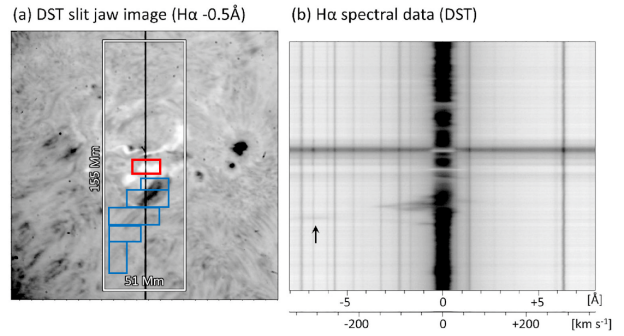 (a) DST slit jaw image (Hα -0.5Å)
(b) Hα spectral data (DST)
155 Mm
51 Mm
-5 0 +5 [Å]
-200 0 +200 [km s⁻¹]